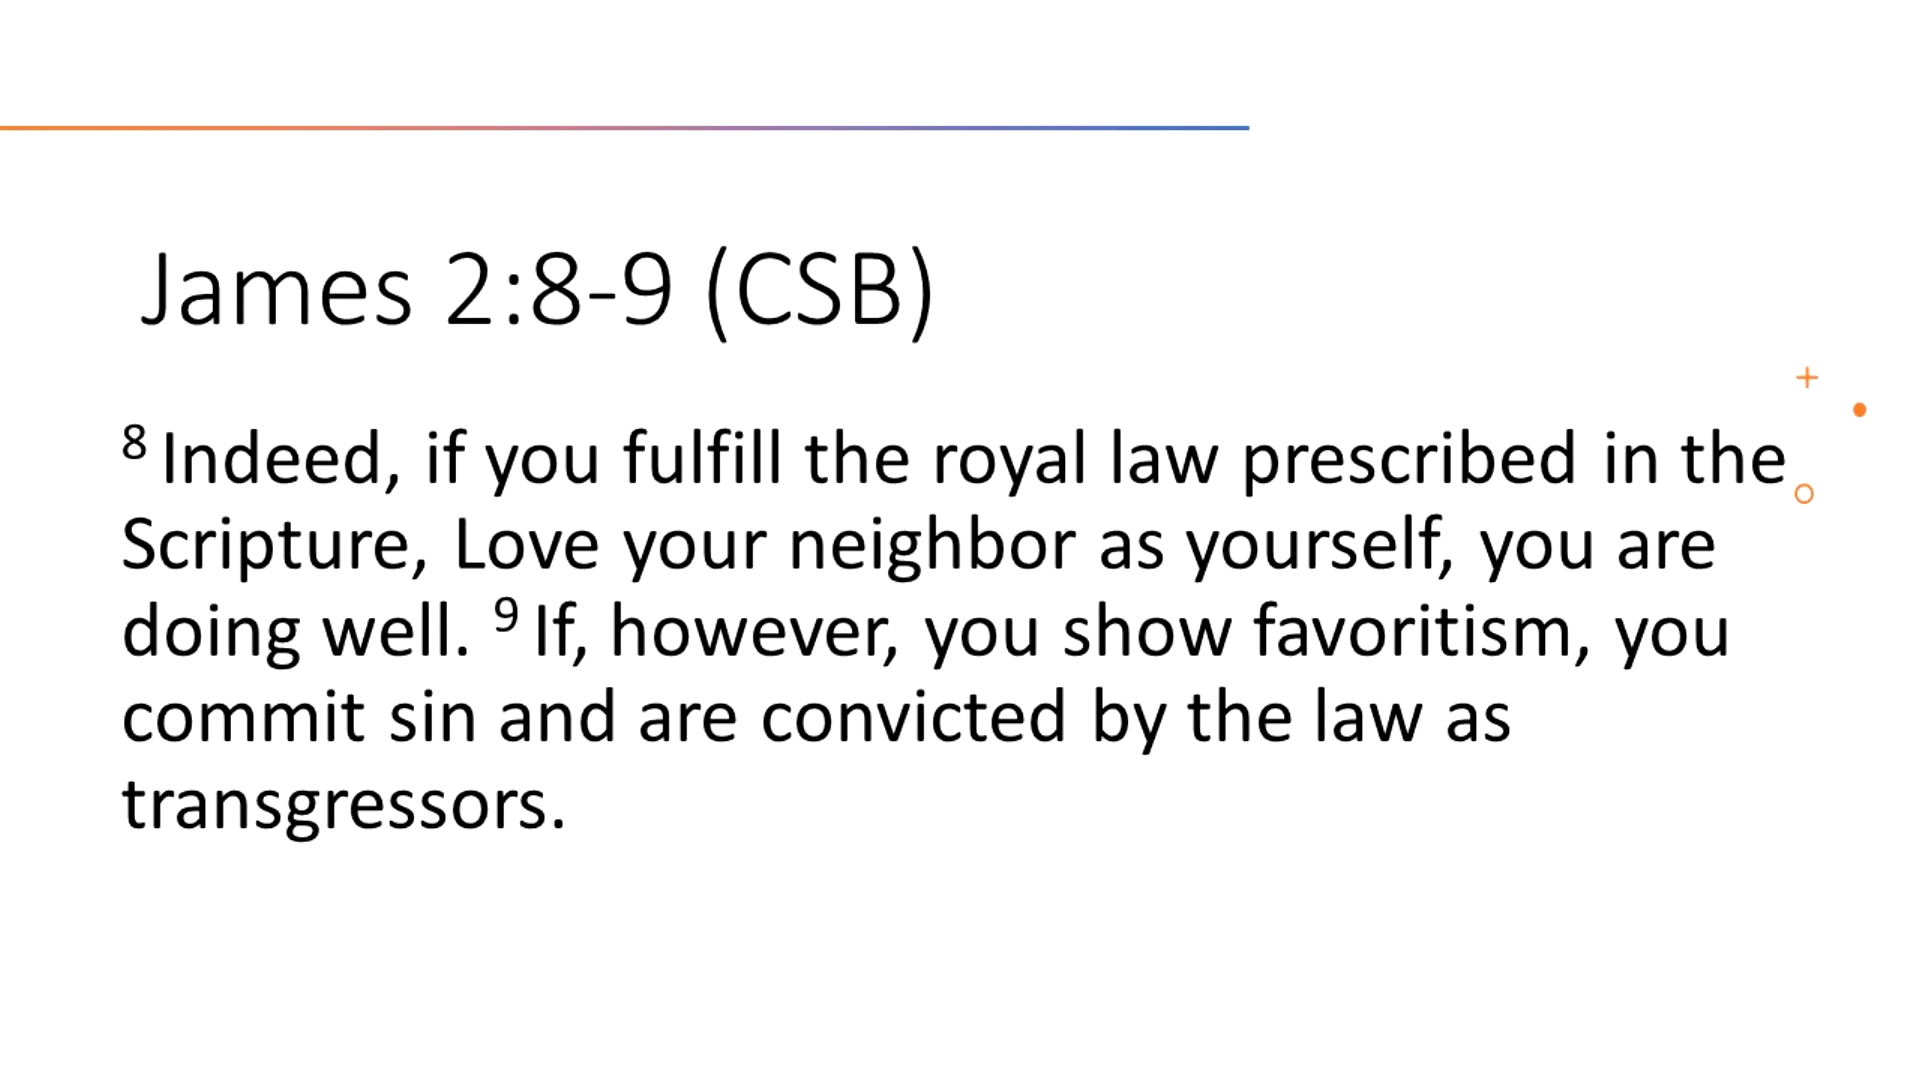 James 2:8-9 (CSB)
8 Indeed, if you fulfill the royal law prescribed in the
Scripture, Love your neighbor as yourself, you are
doing well. 9 If, however, you show favoritism, you
commit sin and are convicted by the law as
transgressors.